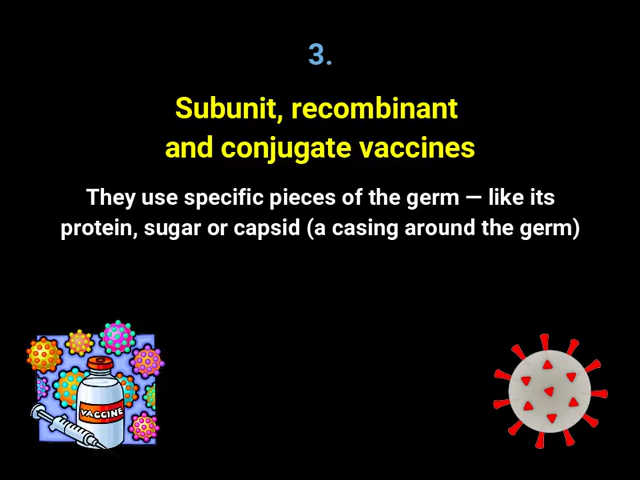 3.
Subunit, recombinant
and conjugate vaccines
They use specific pieces of the germ — like its
protein, sugar or capsid (a casing around the germ)
VACCINE